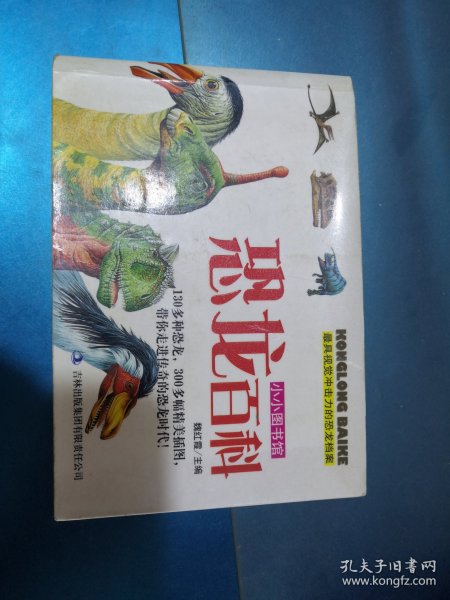 KONGLONG BAIKE
最具视觉冲击力的恐龙档案
小小图书馆
恐龙百科
魏红霞／主编
130多种恐龙，300多幅精美插图，
带你走进传奇的恐龙时代！
吉林出版集团有限责任公司
孔夫子旧书网
www.kongfz.com